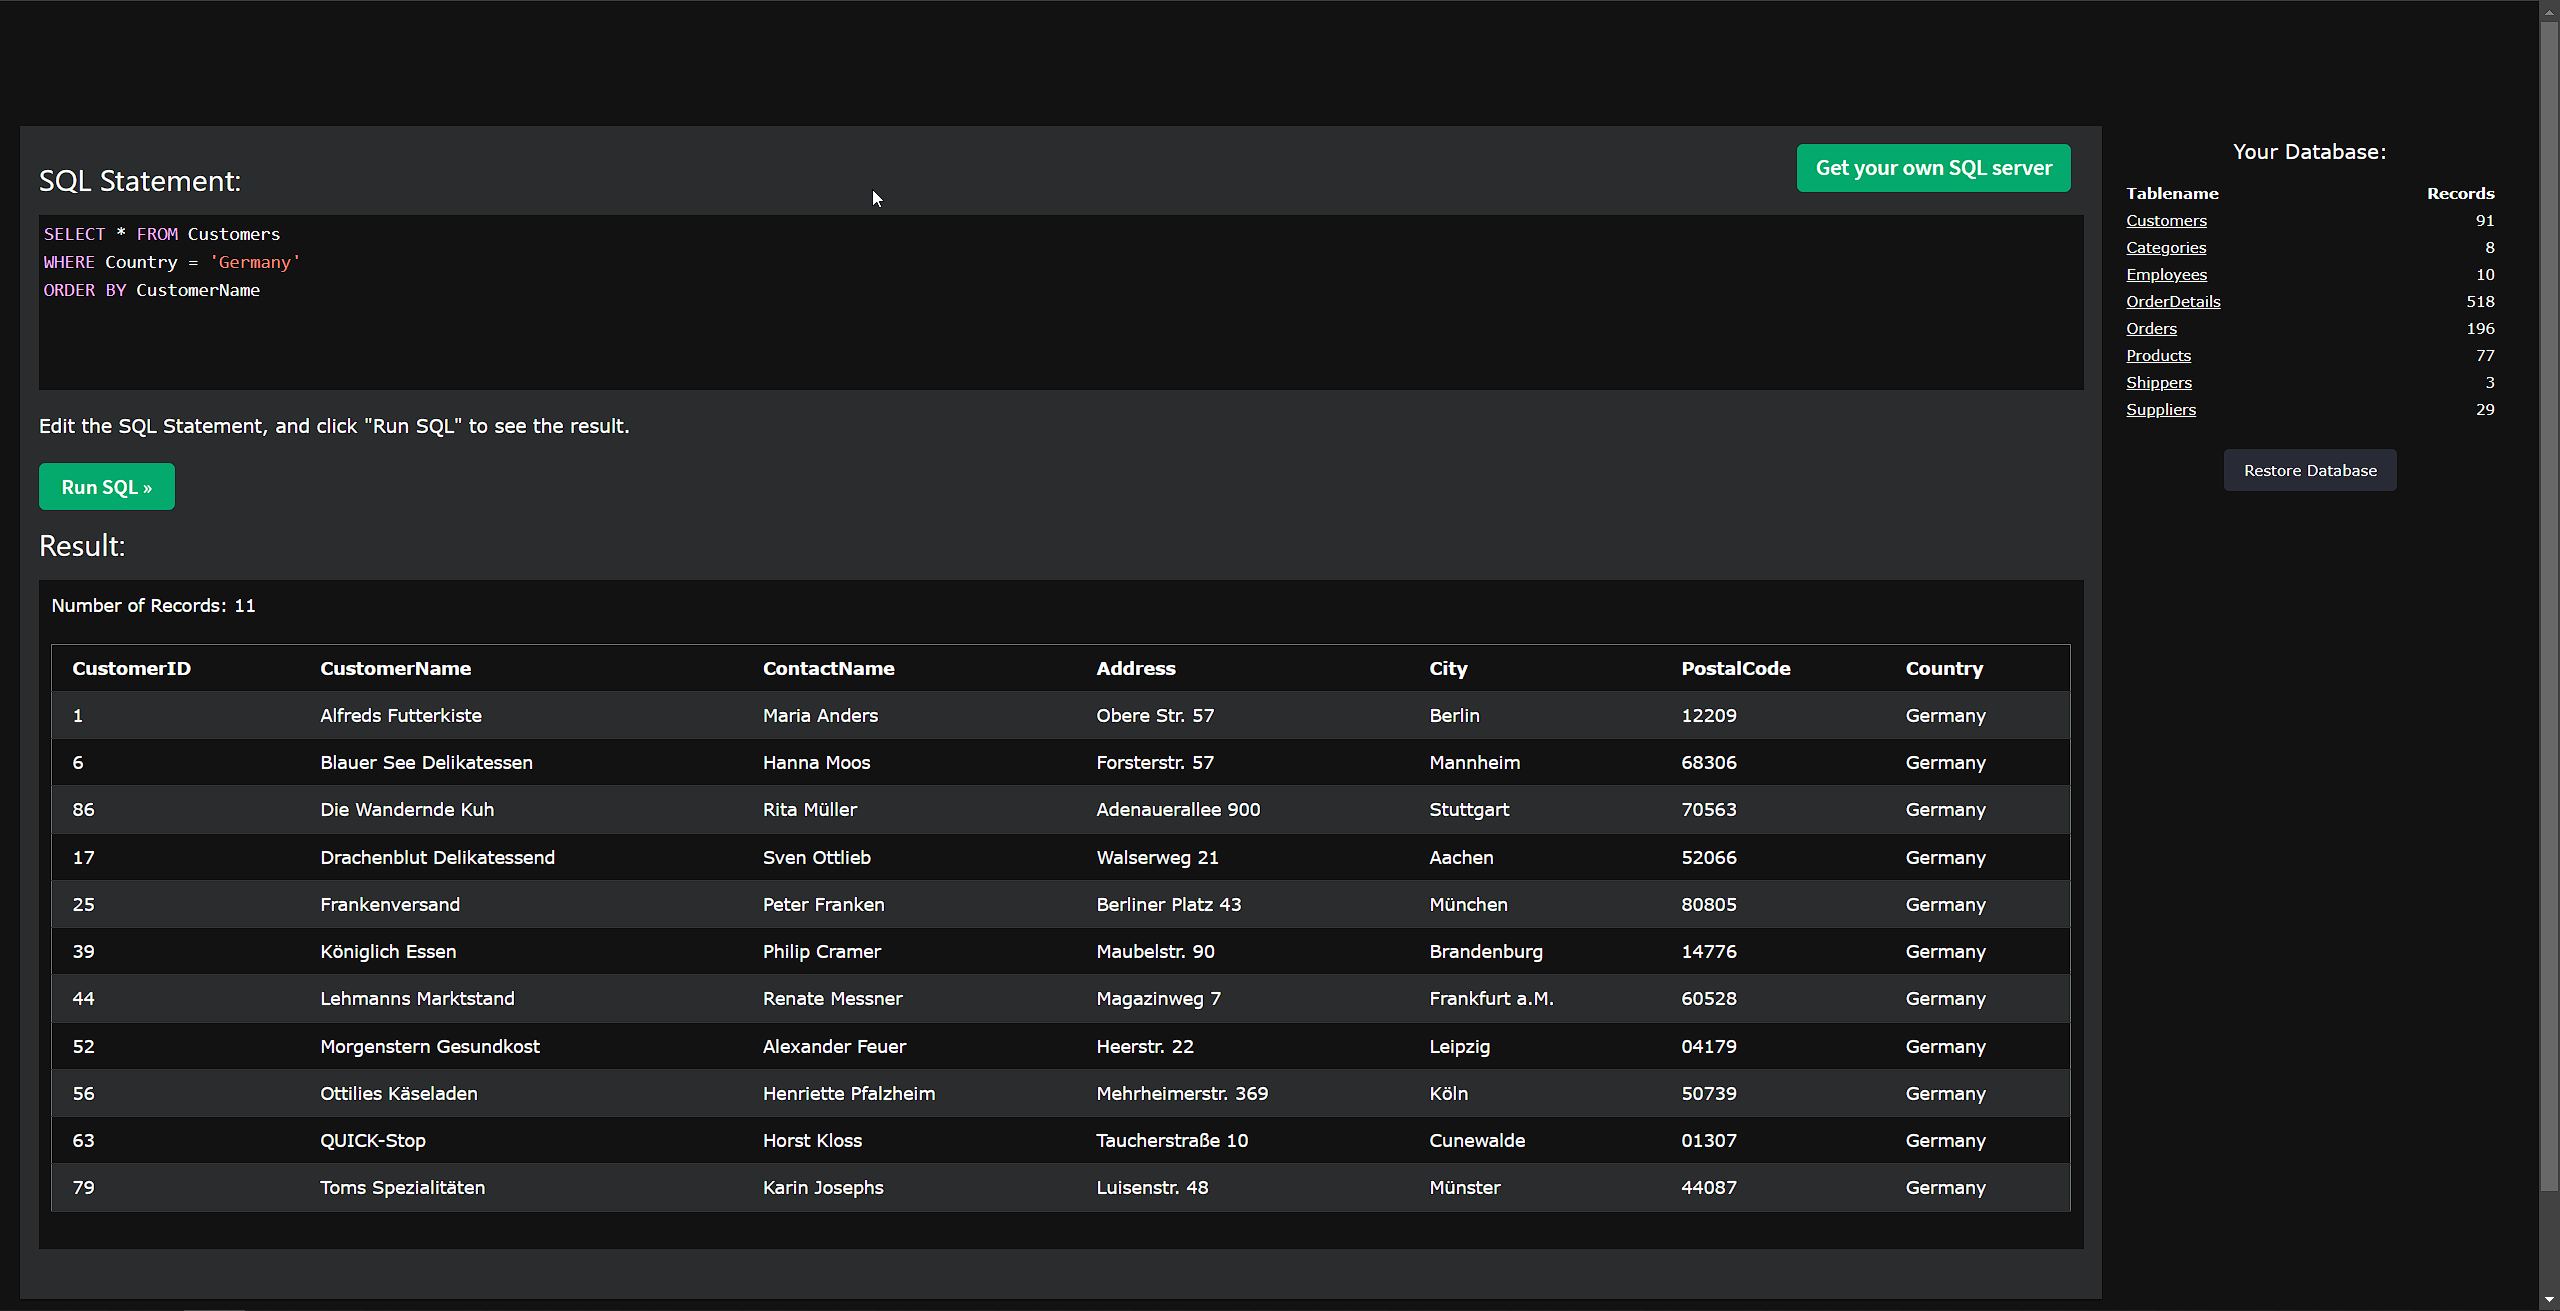 Get your own SQL server
SQL Statement:
SELECT * FROM Customers
WHERE Country = 'Germany'
ORDER BY CustomerName
Edit the SQL Statement, and click "Run SQL" to see the result.
Run SQL »
Result:
Number of Records: 11
CustomerID CustomerName ContactName Address City PostalCode Country
1 Alfreds Futterkiste Maria Anders Obere Str. 57 Berlin 12209 Germany
6 Blauer See Delikatessen Hanna Moos Forsterstr. 57 Mannheim 68306 Germany
86 Die Wandernde Kuh Rita Müller Adenauerallee 900 Stuttgart 70563 Germany
17 Drachenblut Delikatessend Sven Ottlieb Walserweg 21 Aachen 52066 Germany
25 Frankenversand Peter Franken Berliner Platz 43 München 80805 Germany
39 Königlich Essen Philip Cramer Maubelstr. 90 Brandenburg 14776 Germany
44 Lehmanns Marktstand Renate Messner Magazinweg 7 Frankfurt a.M. 60528 Germany
52 Morgenstern Gesundkost Alexander Feuer Heerstr. 22 Leipzig 04179 Germany
56 Ottilies Käseladen Henriette Pfalzheim Mehrheimerstr. 369 Köln 50739 Germany
63 QUICK-Stop Horst Kloss Taucherstraße 10 Cunewalde 01307 Germany
79 Toms Spezialitäten Karin Josephs Luisenstr. 48 Münster 44087 Germany
Your Database:
Tablename Records
Customers 91
Categories 8
Employees 10
OrderDetails 518
Orders 196
Products 77
Shippers 3
Suppliers 29
Restore Database